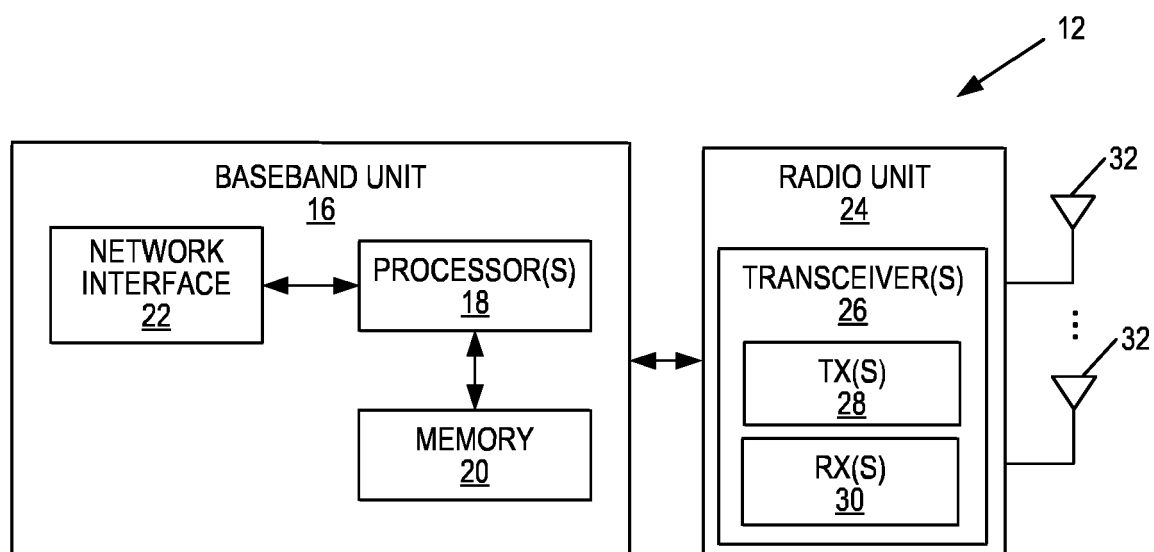 12
BASEBAND UNIT
16
NETWORK
INTERFACE
22
PROCESSOR(S)
18
MEMORY
20
RADIO UNIT
24
TRANSCEIVER(S)
26
TX(S)
28
RX(S)
30
32
32